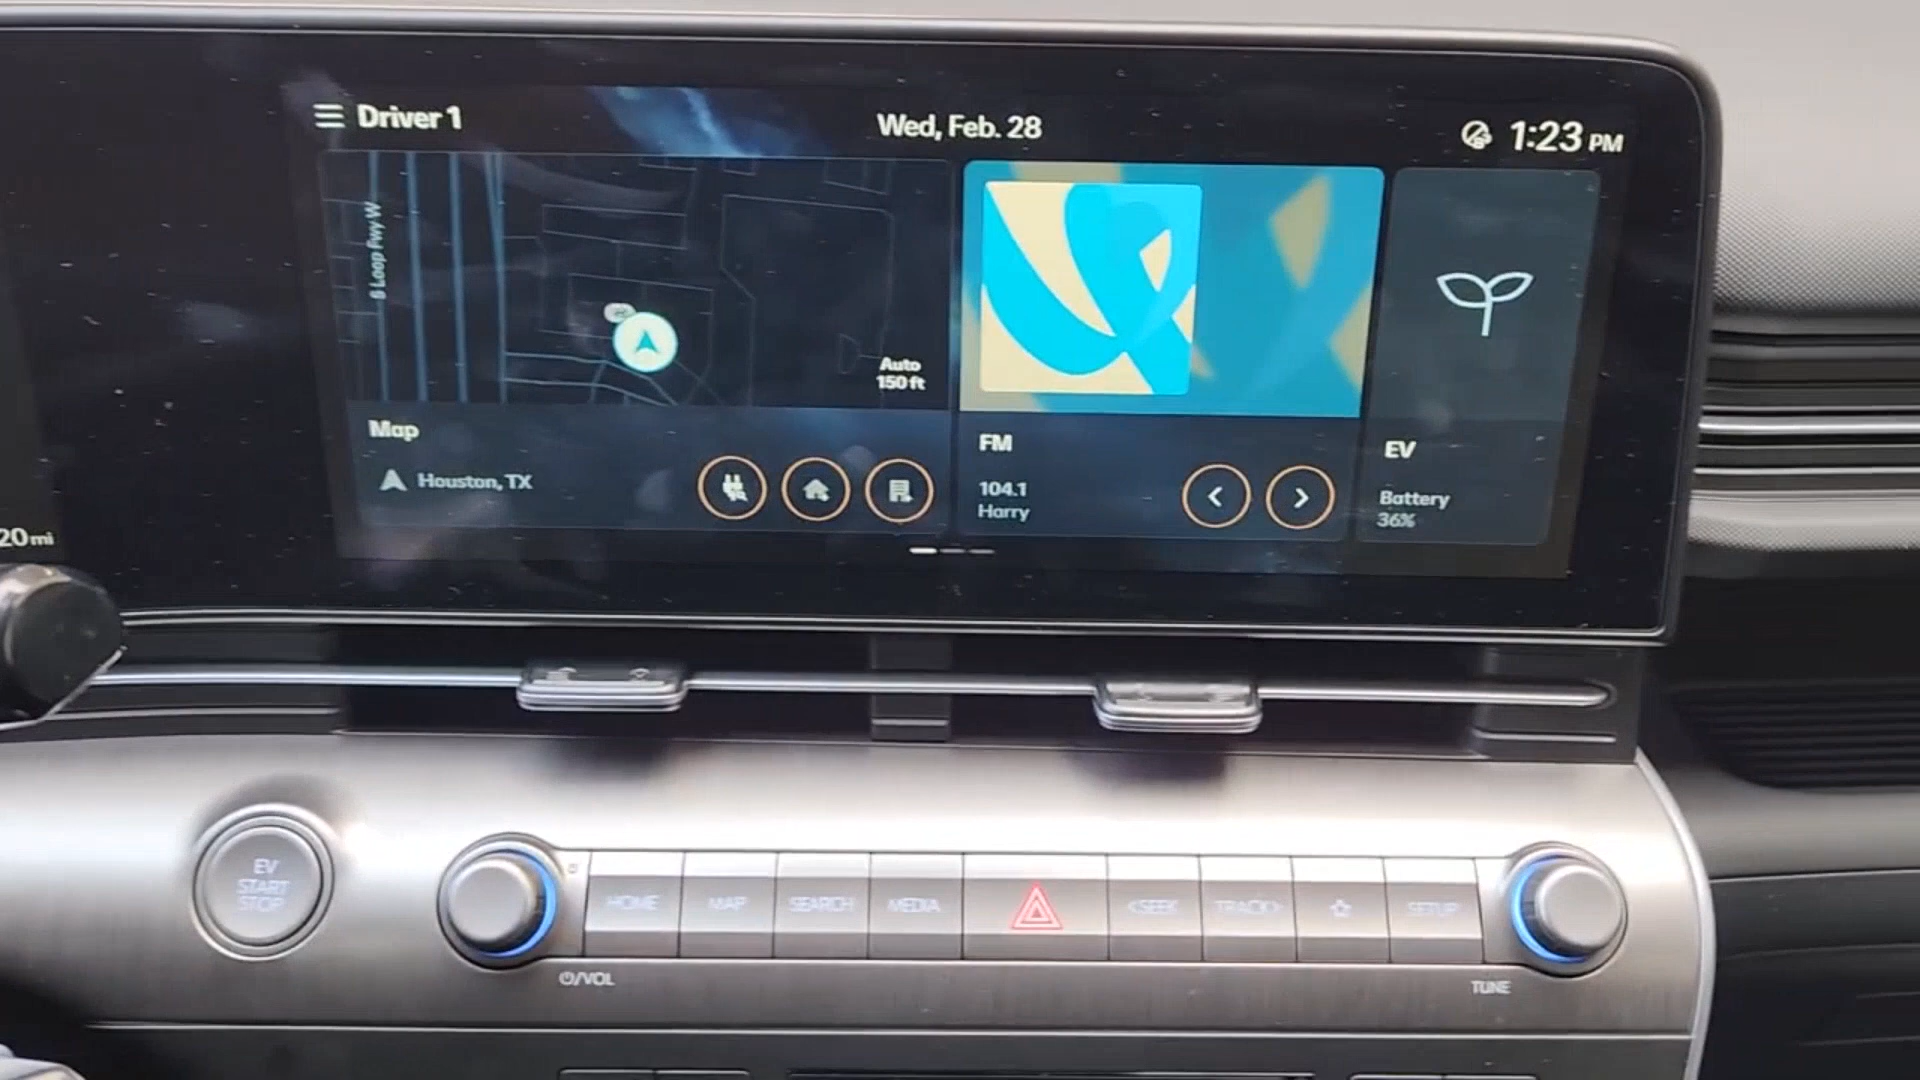 Driver 1
Wed, Feb. 28
1:23 PM
S Loop Fwy W
Auto
150 ft
Map
Houston, TX
FM
104.1
Harry
EV
Battery
36%
20mi
EV
START
STOP
HOME
MAP
SEARCH
MEDIA
<SEEK
TRACK>
SETUP
/VOL
TUNE